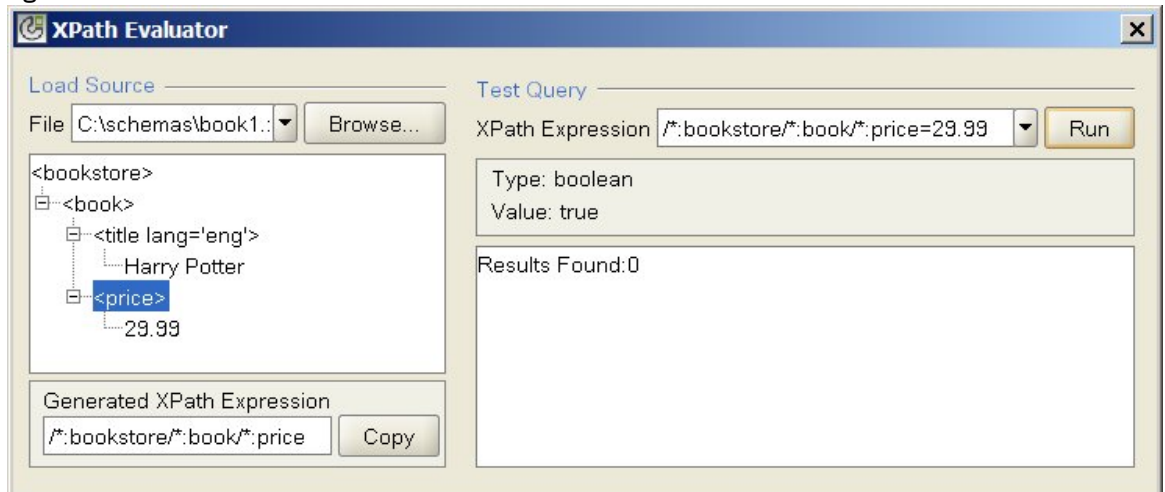 XPath Evaluator
Load Source
File C:\schemas\book1.: Browse...
<bookstore>
<book>
<title lang='eng'>
Harry Potter
<price>
29.99
Generated XPath Expression
/*:bookstore/*:book/*:price Copy
Test Query
XPath Expression /*:bookstore/*:book/*:price=29.99 Run
Type: boolean
Value: true
Results Found:0